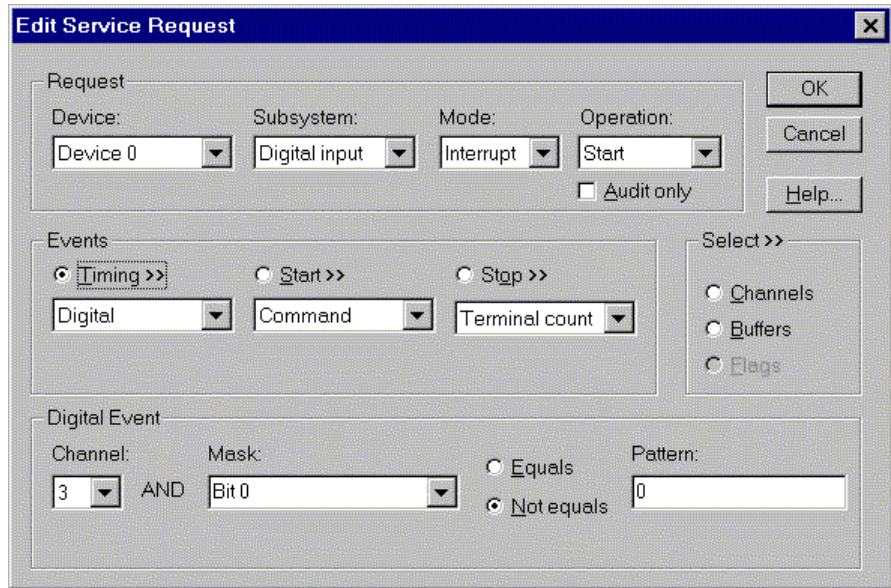 Edit Service Request
Request
OK
Device: Subsystem: Mode: Operation:
Device 0 Digital input Interrupt Start
Cancel
Audit only
Help...
Events
Select >>
Timing >> Start >> Stop >>
Digital Command Terminal count
Channels
Buffers
Flags
Digital Event
Channel: Mask: Pattern:
Equals
3 AND Bit 0 0
Not equals